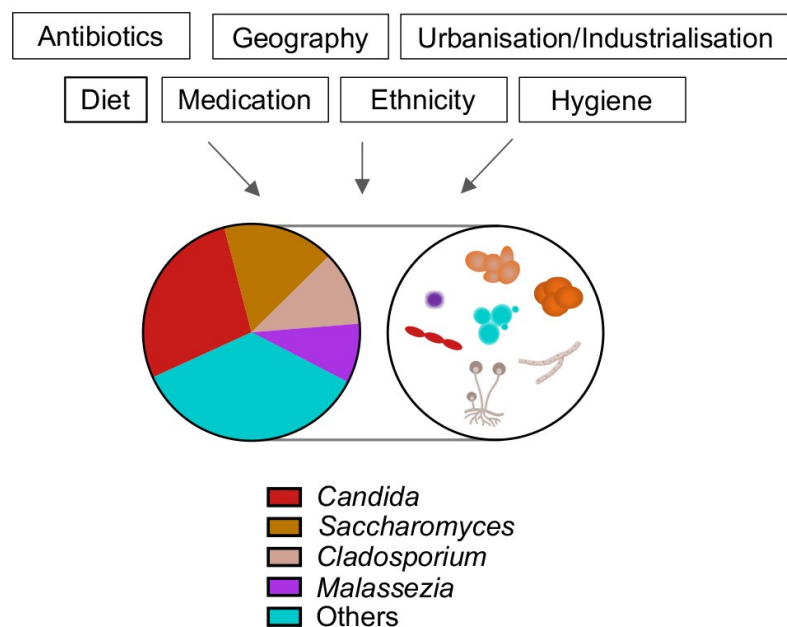 Antibiotics
Geography
Urbanisation/Industrialisation
Diet
Medication
Ethnicity
Hygiene
Candida
Saccharomyces
Cladosporium
Malassezia
Others